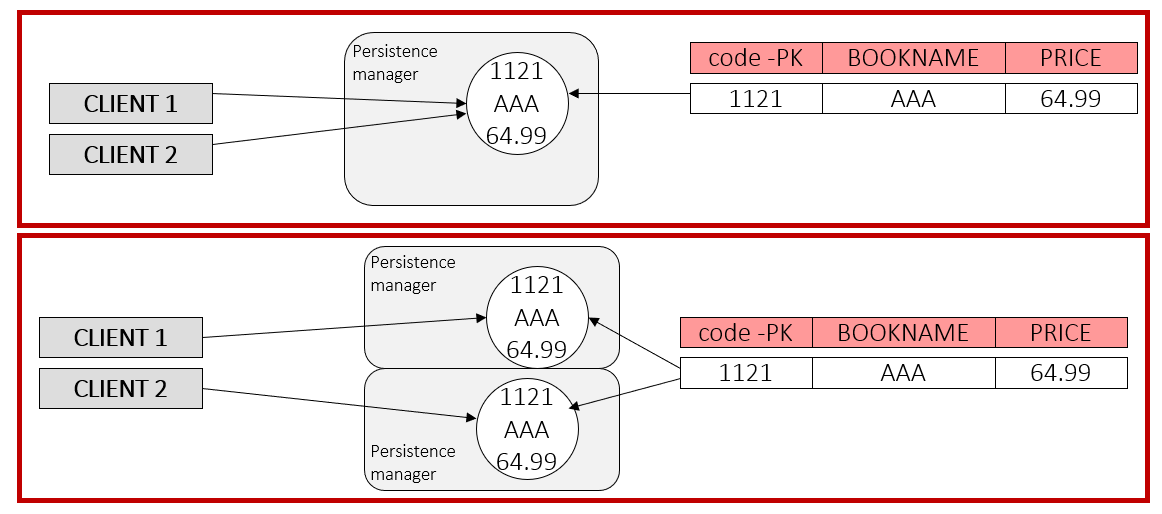 Persistence
manager
1121
AAA
64.99
CLIENT 1
CLIENT 2
code -PK BOOKNAME PRICE
1121 AAA 64.99
Persistence
manager
1121
AAA
64.99
CLIENT 1
CLIENT 2
Persistence
manager
1121
AAA
64.99
code -PK BOOKNAME PRICE
1121 AAA 64.99